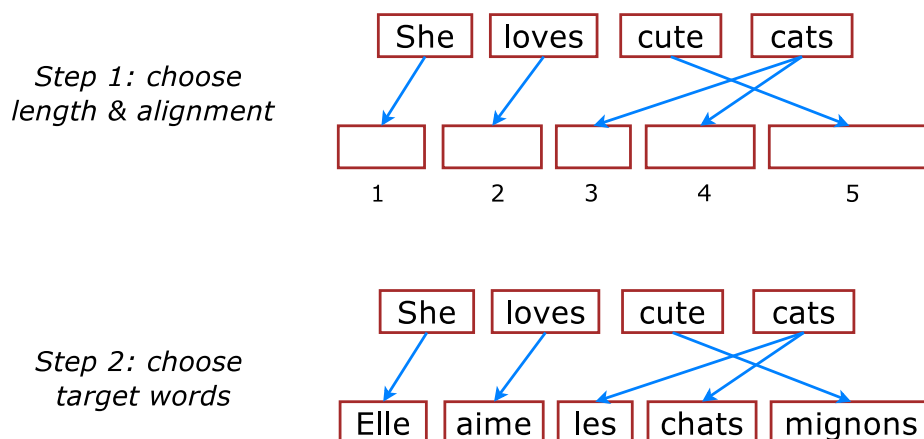 She loves cute cats
Step 1: choose
length & alignment
1 2 3 4 5
She loves cute cats
Step 2: choose
target words
Elle aime les chats mignons